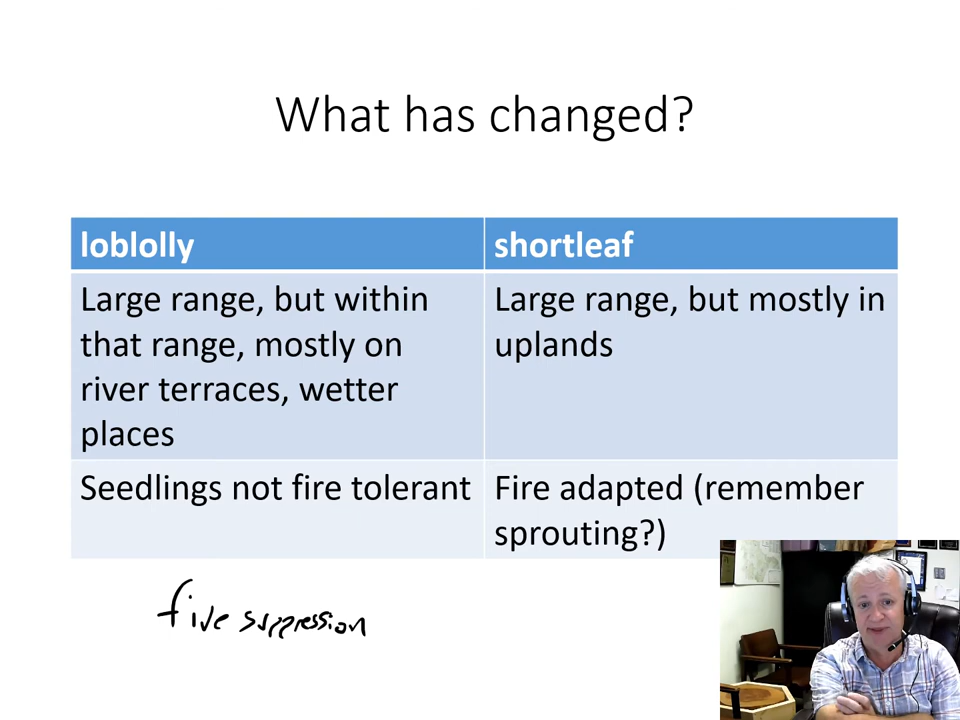 What has changed?
loblolly
shortleaf
Large range, but within
that range, mostly on
river terraces, wetter
places
Large range, but mostly in
uplands
Seedlings not fire tolerant
Fire adapted (remember
sprouting?)
fire suppression